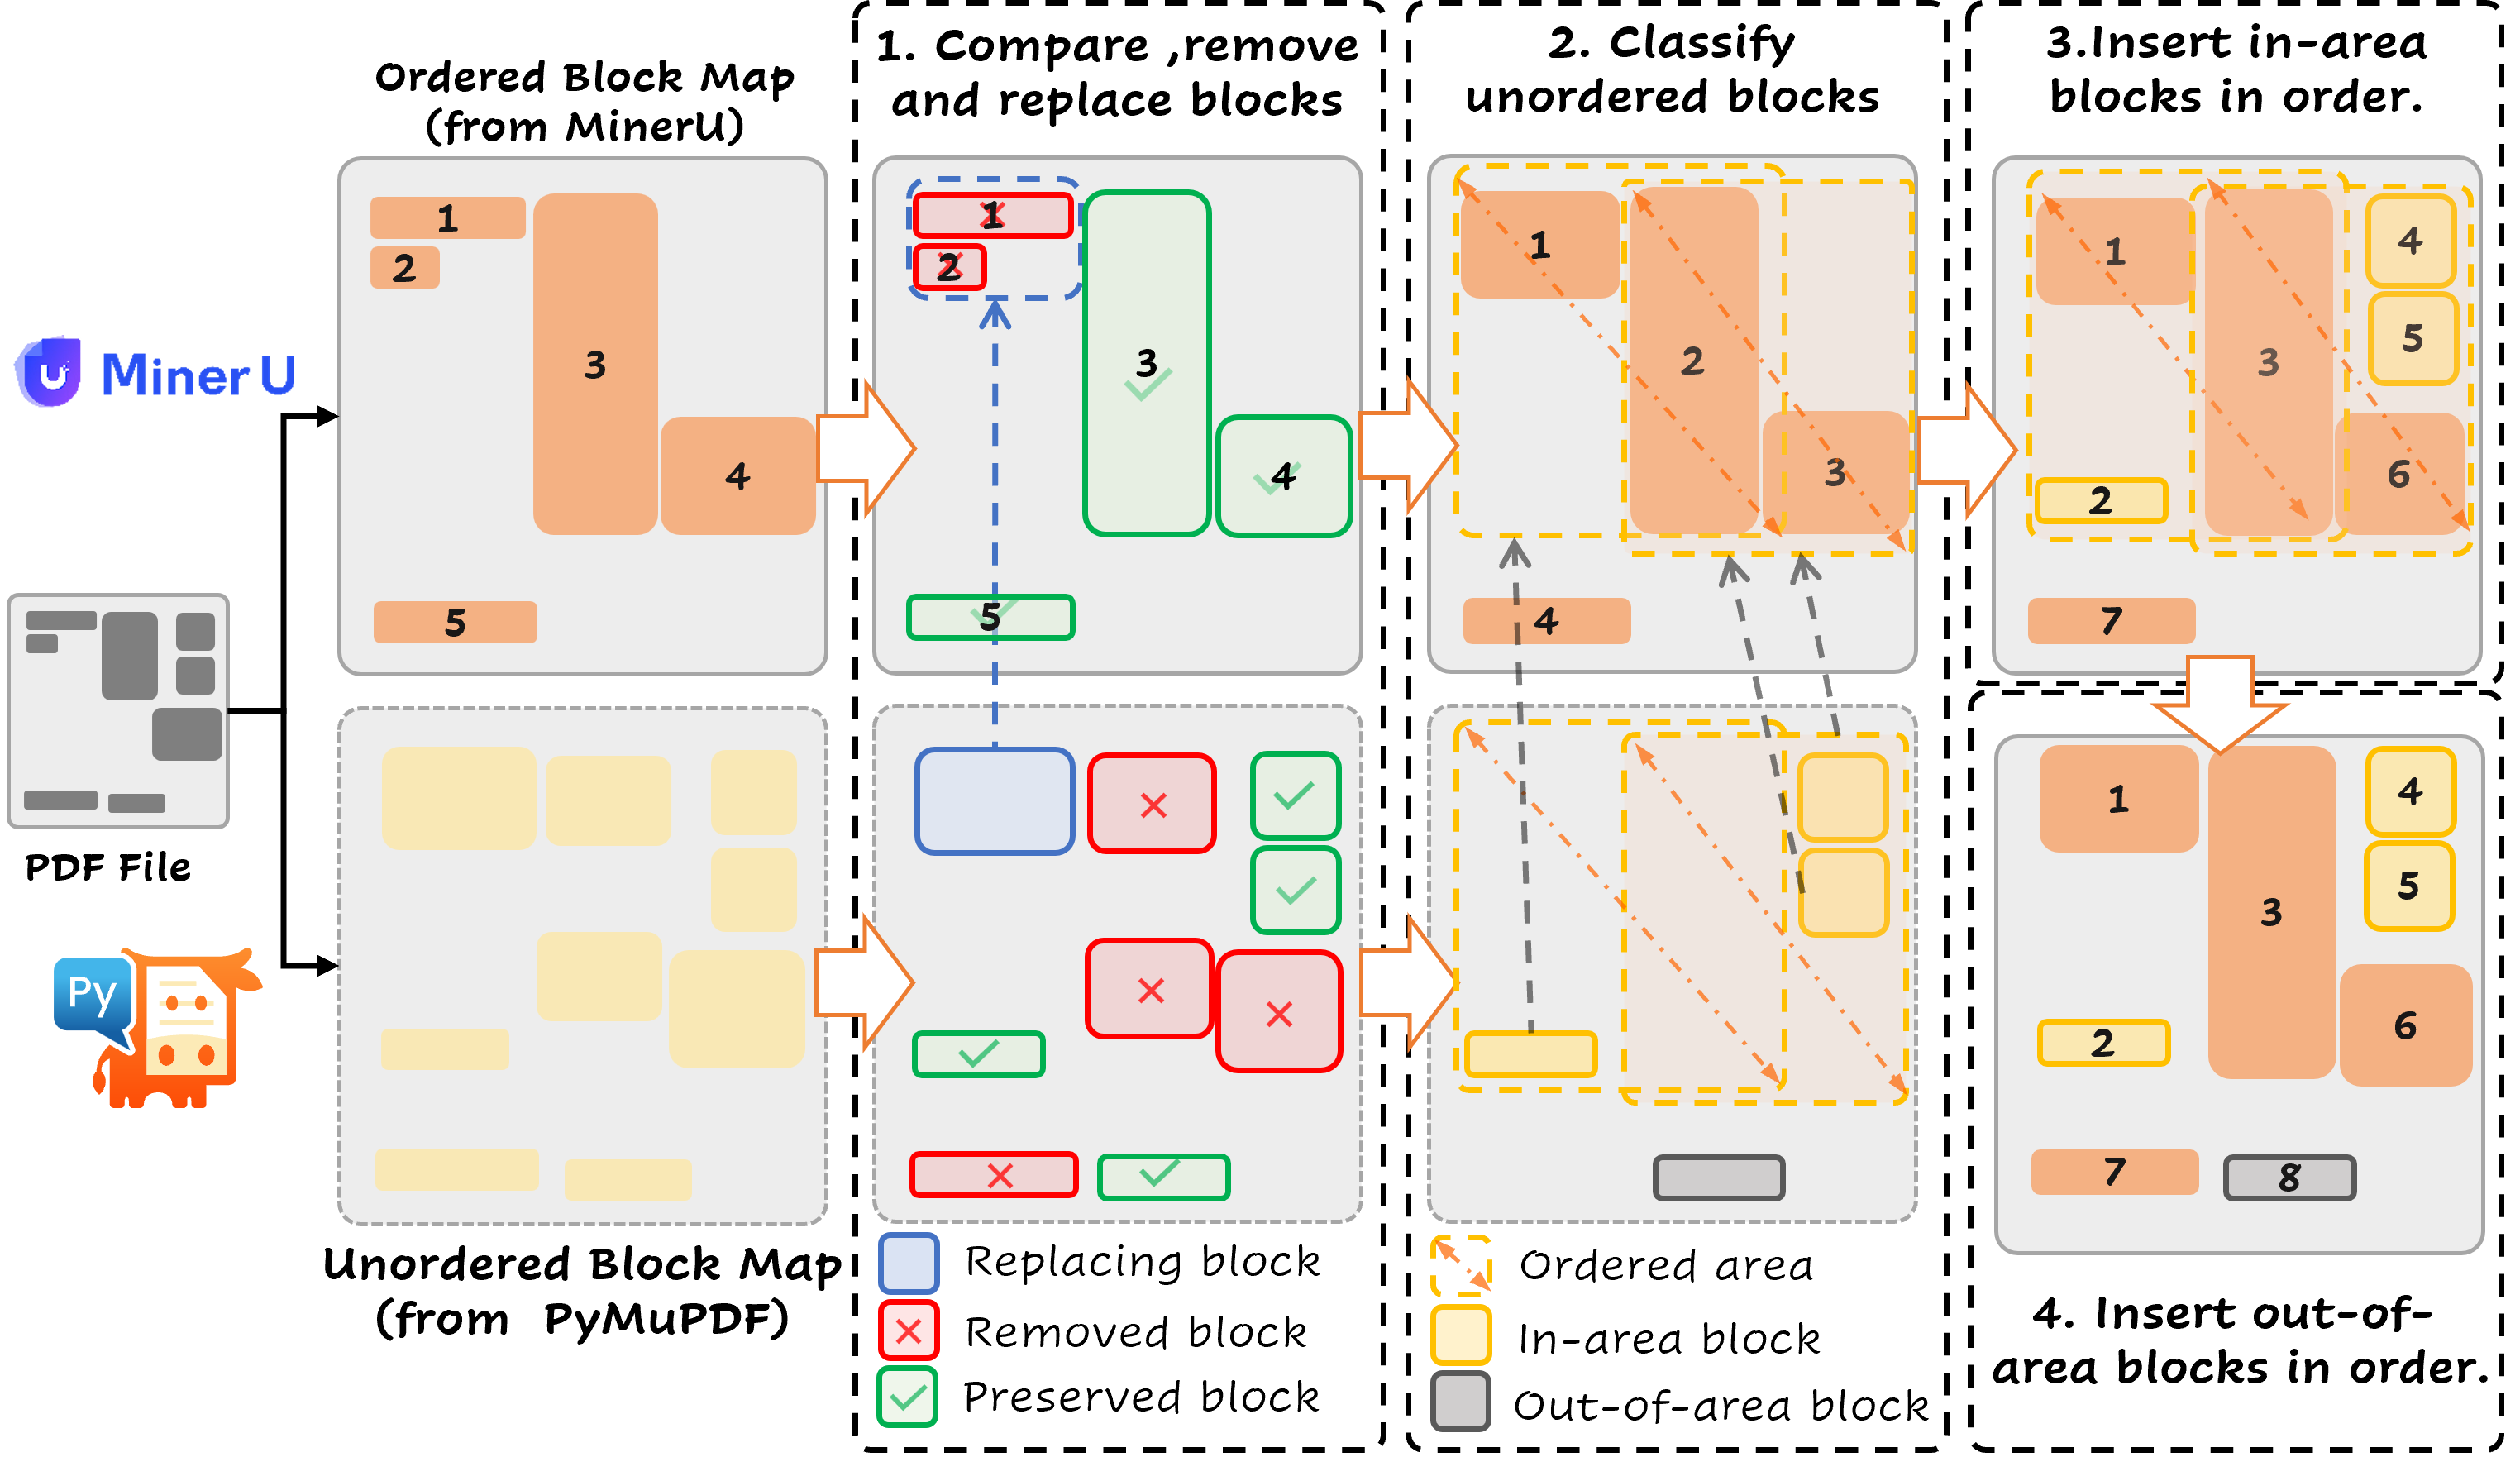 Ordered Block Map
(from MinerU)
1
2
3
4
5
MinerU
PDF File
Py
Unordered Block Map
(from PyMuPDF)
1. Compare ,remove
and replace blocks
1
2
3
4
5
Replacing block
Removed block
Preserved block
2. Classify
unordered blocks
1
2
3
4
Ordered area
In-area block
Out-of-area block
3.Insert in-area
blocks in order.
1
2
3
4
5
6
7
1
2
3
4
5
6
7
8
4. Insert out-of-
area blocks in order.